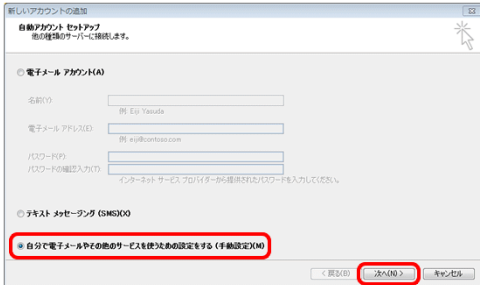 新しいアカウントの追加
自動アカウント セットアップ
他の種類のサーバーに接続します。
電子メール アカウント(A)
名前(Y):
例: Eiji Yasuda
電子メール アドレス(E):
例: eiji@contoso.com
パスワード(P):
パスワードの確認入力(T):
インターネット サービス プロバイダーから提供されたパスワードを入力してください。
テキスト メッセージング (SMS)(X)
自分で電子メールやその他のサービスを使うための設定をする (手動設定)(M)
< 戻る(B)
次へ(N) >
キャンセル